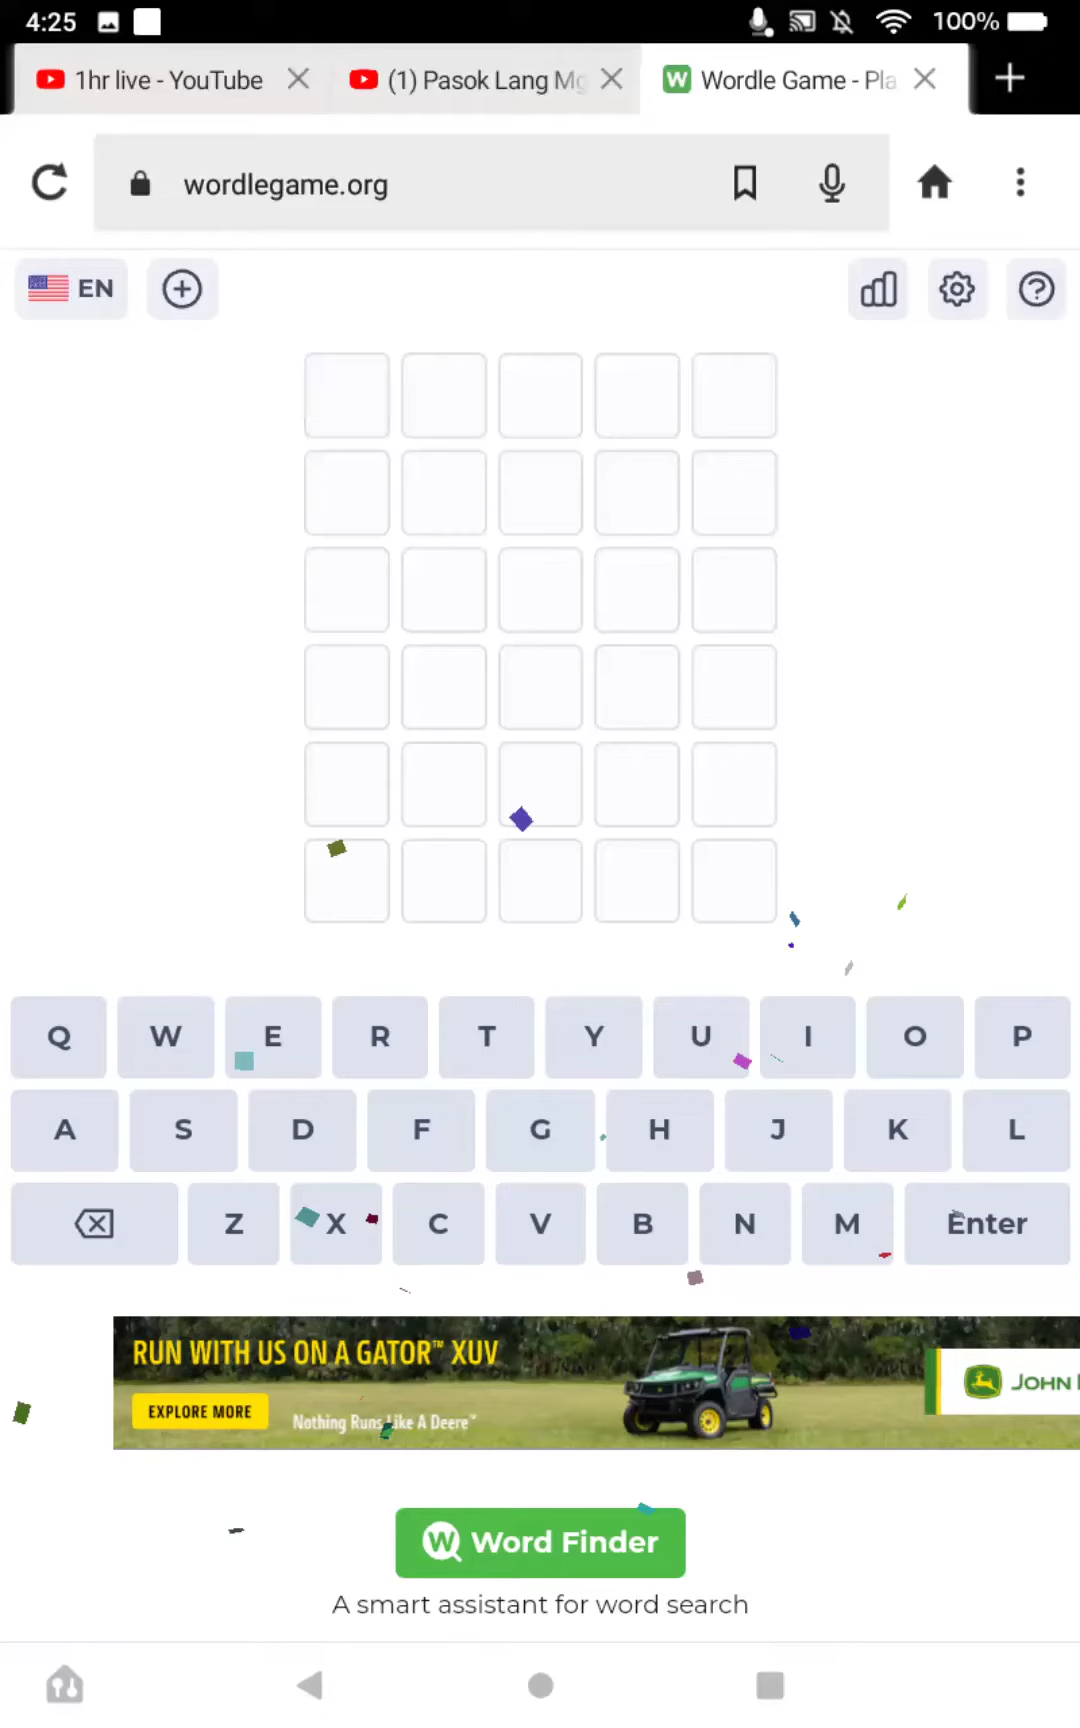 4:25 100%
1hr live - YouTube (1) Pasok Lang Mg Wordle Game - Pla
wordlegame.org
EN
Q W E R T Y U I O P
A S D F G H J K L
Z X C V B N M Enter
RUN WITH US ON A GATOR™ XUV
EXPLORE MORE Nothing Runs Like A Deere™
JOHN
W Word Finder
A smart assistant for word search